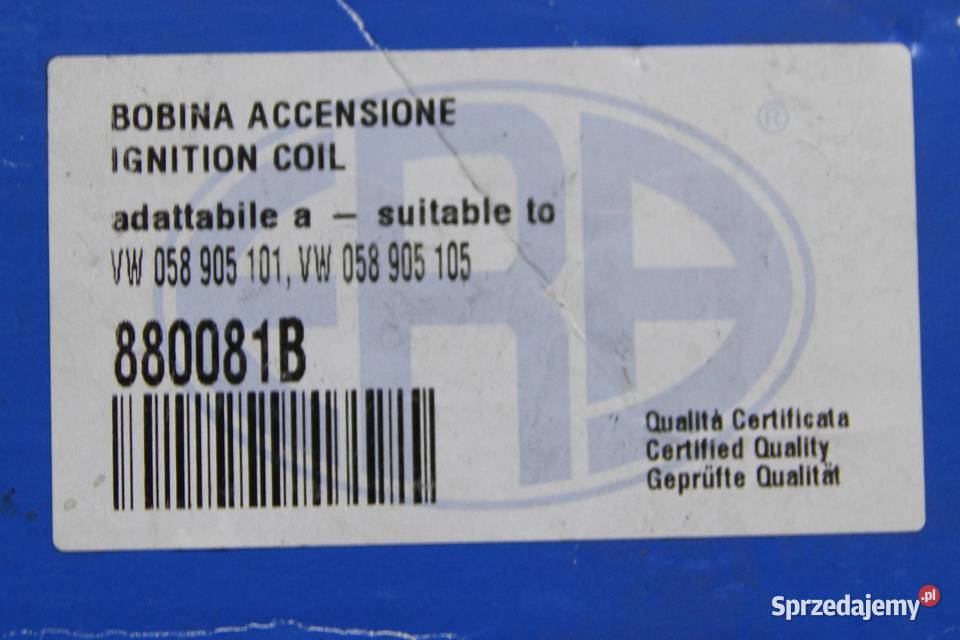 BOBINA ACCENSIONE
IGNITION COIL
adattabile a – suitable to
VW 058 905 101, VW 058 905 105
880081B
ERA
®
Qualità Certificata
Certified Quality
Geprüfte Qualität
Sprzedajemy.pl